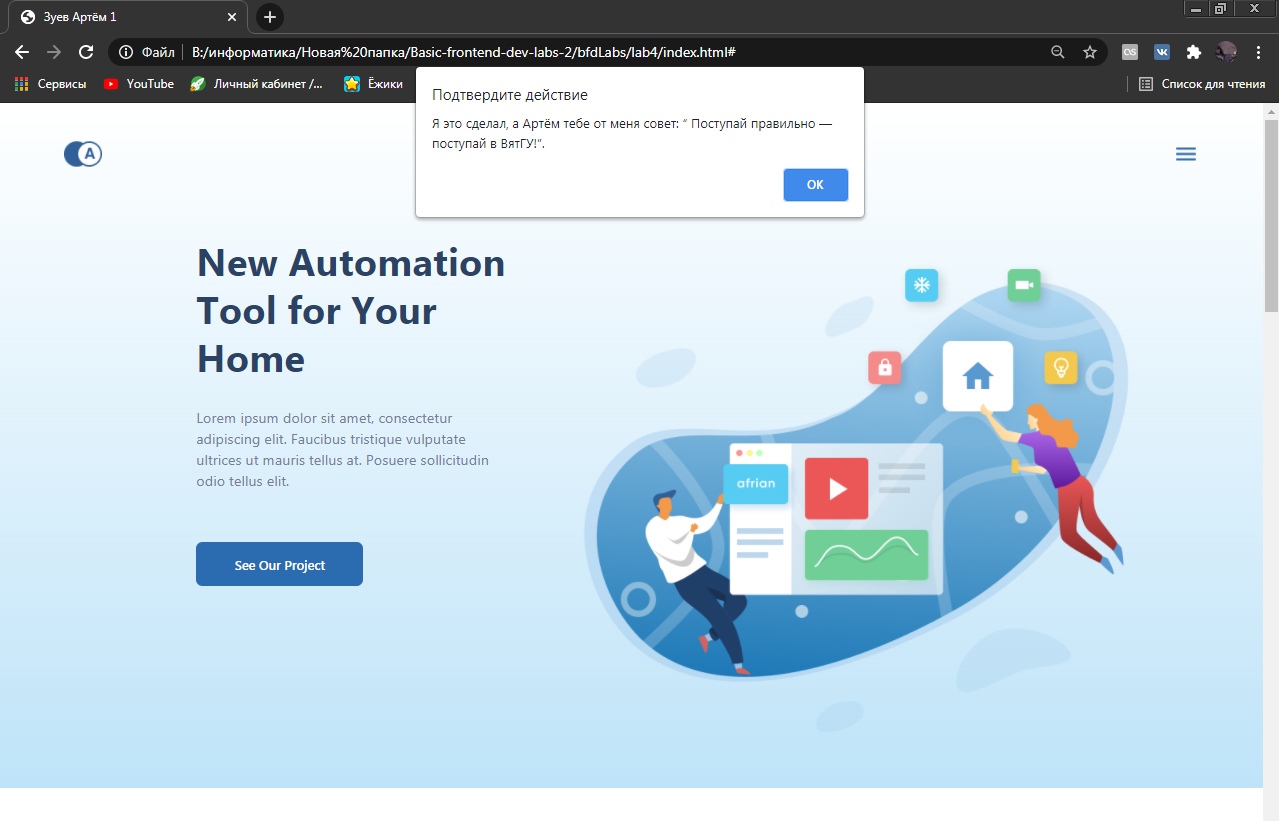 Зуев Артём 1
Файл B:/информатика/Новая%20папка/Basic-frontend-dev-labs-2/bfdLabs/lab4/index.html#
Сервисы YouTube Личный кабинет /... Ёжики Список для чтения
Подтвердите действие
Я это сделал, а Артём тебе от меня совет: “ Поступай правильно —
поступай в ВятГУ!”.
ОК
A
New Automation
Tool for Your
Home
Lorem ipsum dolor sit amet, consectetur
adipiscing elit. Faucibus tristique vulputate
ultrices ut mauris tellus at. Posuere sollicitudin
odio tellus elit.
See Our Project
afrian